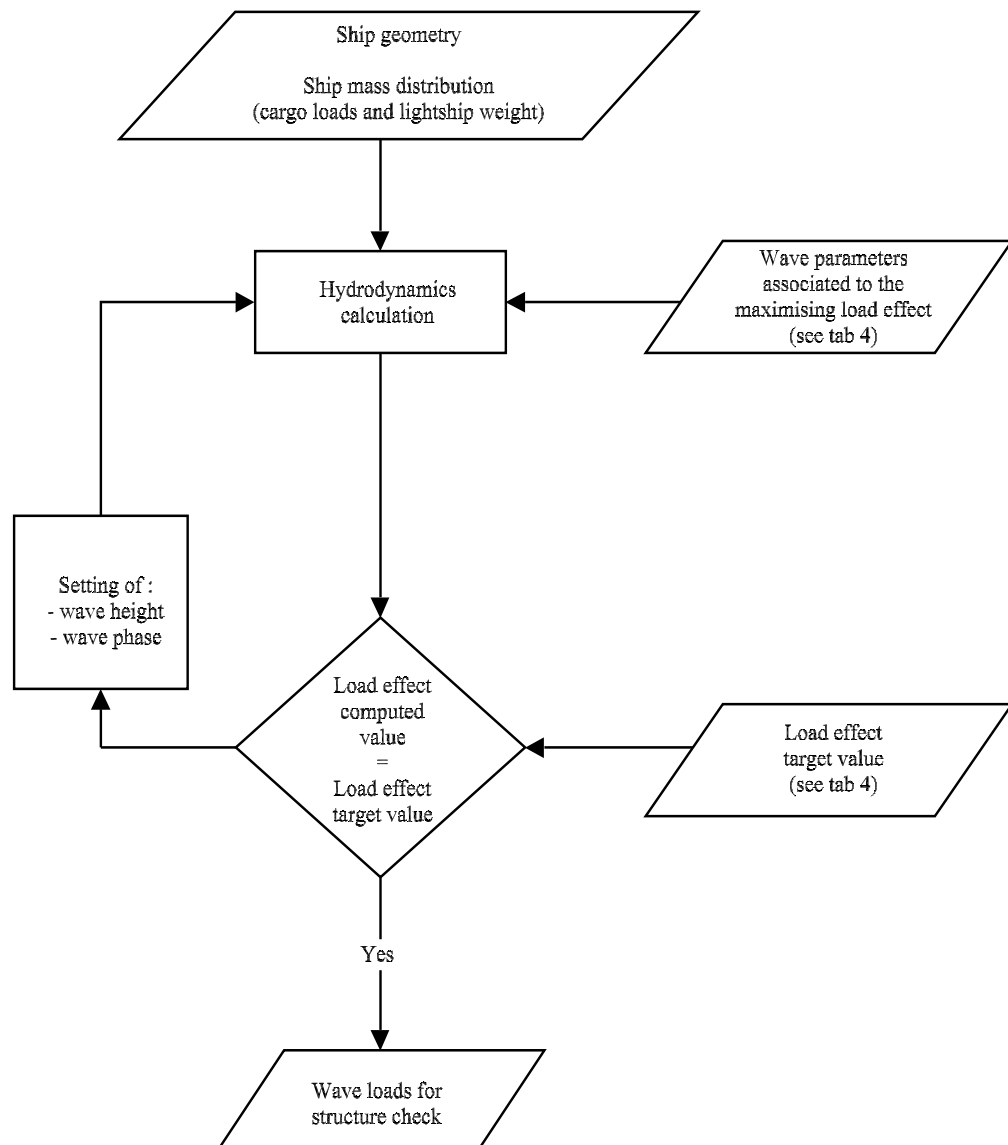 Ship geometry
Ship mass distribution
(cargo loads and lightship weight)
Hydrodynamics
calculation
Wave parameters
associated to the
maximising load effect
(see tab 4)
Setting of :
- wave height
- wave phase
Load effect
computed
value
=
Load effect
target value
Load effect
target value
(see tab 4)
Yes
Wave loads for
structure check